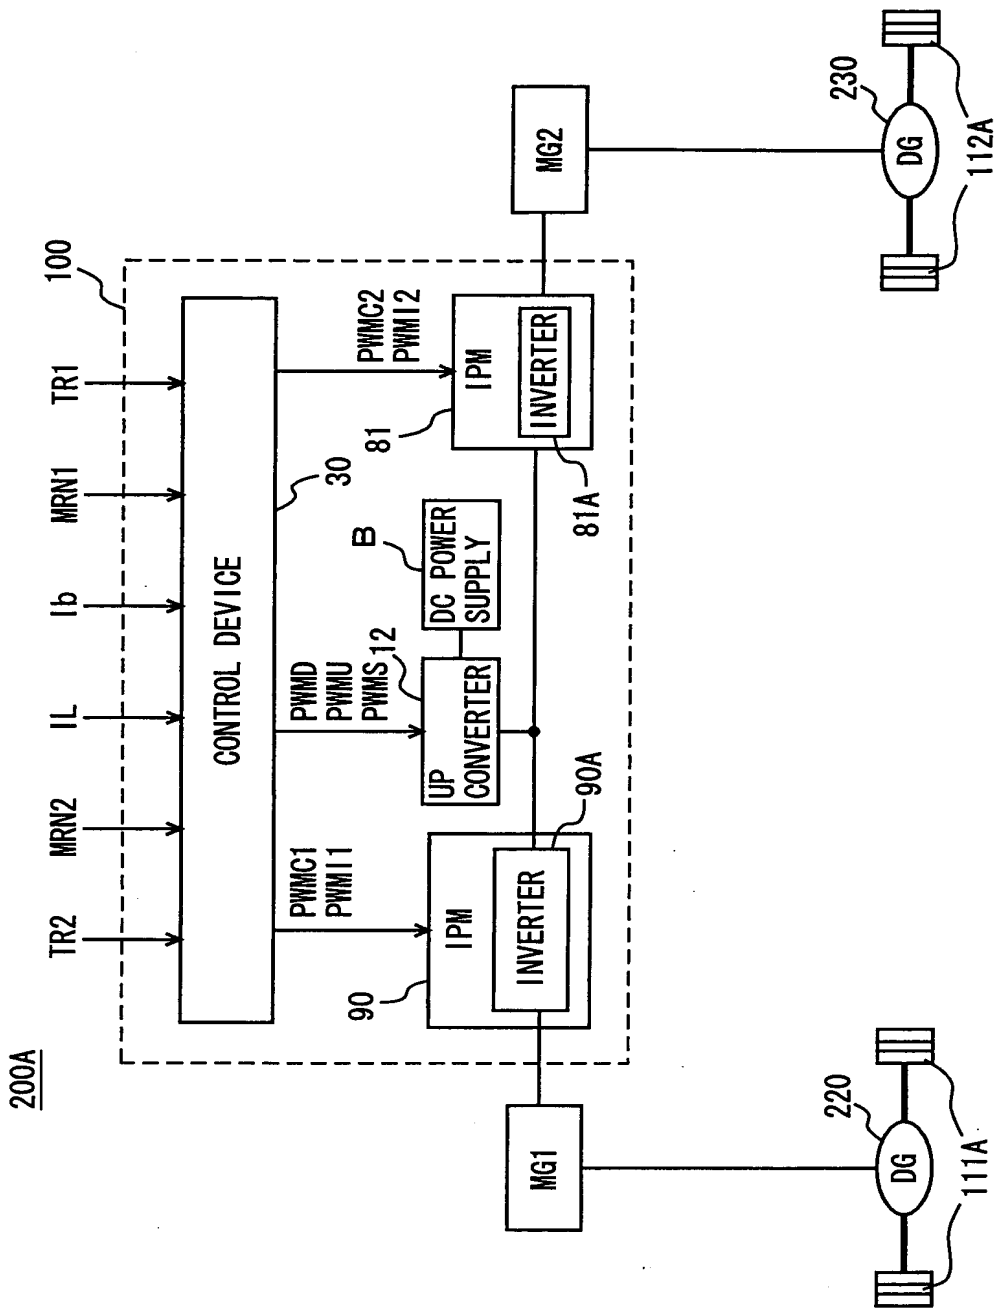 200A
100
TR2
MRN2
IL
Ib
MRN1
TR1
CONTROL DEVICE
30
PWMC1
PWMI1
PWMD
PWMU
PWMS
PWMC2
PWMI2
90
IPM
INVERTER
90A
12
UP
CONVERTER
B
DC POWER
SUPPLY
81
IPM
INVERTER
81A
MG1
MG2
220
DG
111A
230
DG
112A